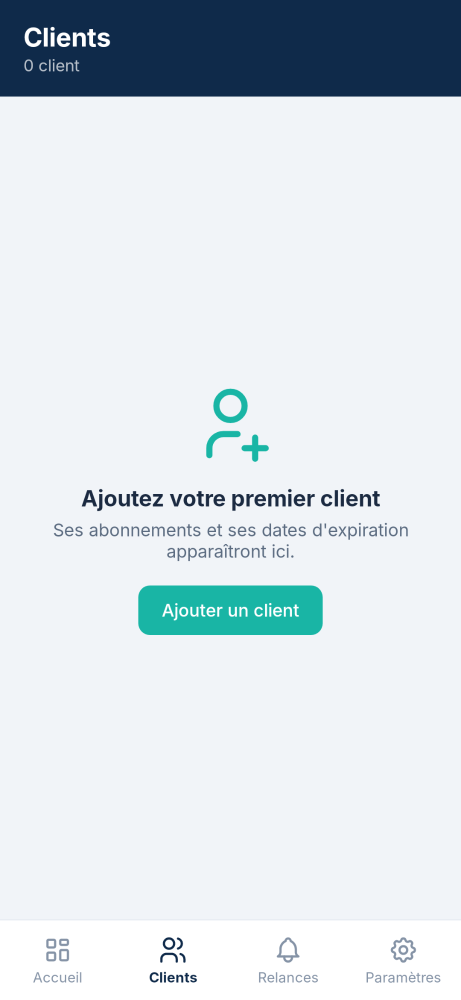 Clients
0 client
Ajoutez votre premier client
Ses abonnements et ses dates d'expiration
apparaîtront ici.
Ajouter un client
Accueil
Clients
Relances
Paramètres